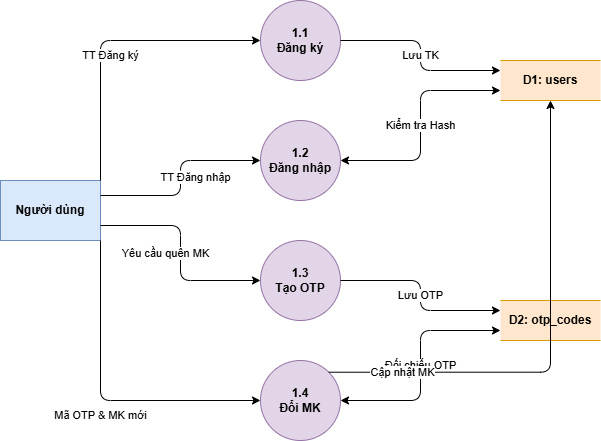 1.1
Đăng ký
TT Đăng ký
Lưu TK
D1: users
Kiểm tra Hash
1.2
Đăng nhập
TT Đăng nhập
Người dùng
Yêu cầu quên MK
1.3
Tạo OTP
Lưu OTP
D2: otp_codes
Đối chiếu OTP
Cập nhật MK
1.4
Đổi MK
Mã OTP & MK mới